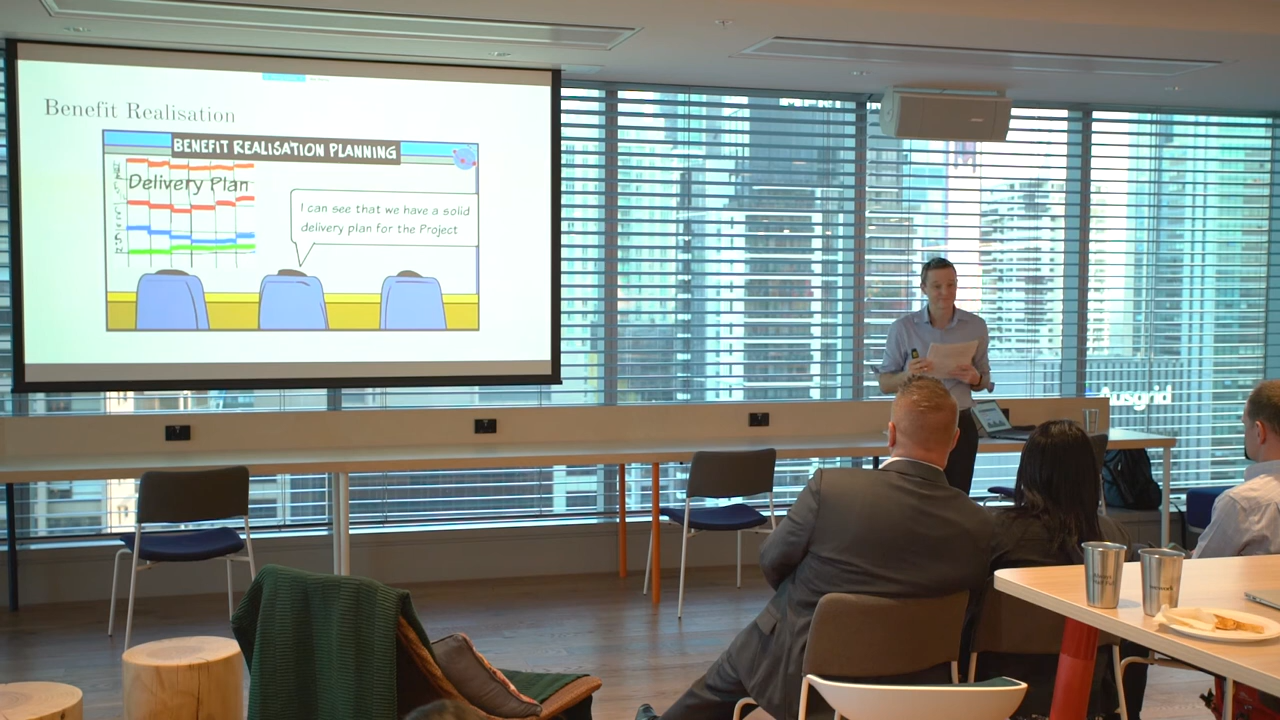 Benefit Realisation
BENEFIT REALISATION PLANNING
Delivery Plan
I can see that we have a solid
delivery plan for the Project
Ausgrid